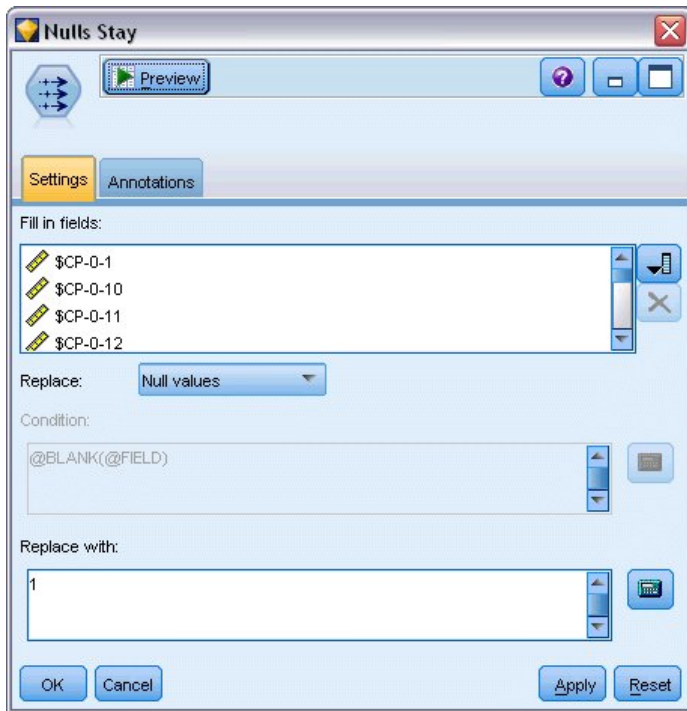 Nulls Stay
Preview
Settings Annotations
Fill in fields:
$CP-0-1
$CP-0-10
$CP-0-11
$CP-0-12
Replace: Null values
Condition:
@BLANK(@FIELD)
Replace with:
1
OK Cancel Apply Reset